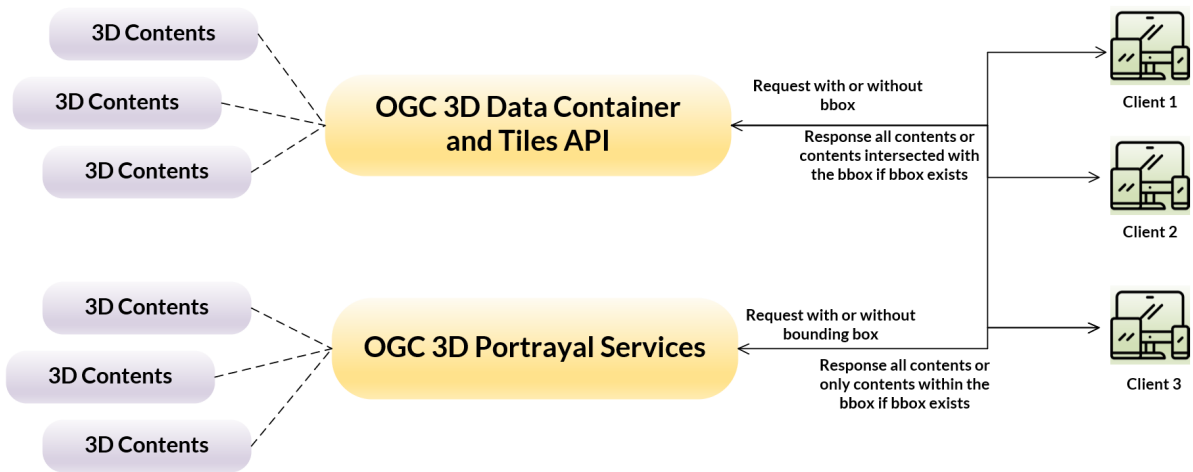 3D Contents
3D Contents
3D Contents
OGC 3D Data Container
and Tiles API
Request with or without
bbox
Response all contents or
contents intersected with
the bbox if bbox exists
Client 1
Client 2
3D Contents
3D Contents
3D Contents
OGC 3D Portrayal Services
Request with or without
bounding box
Response all contents or
only contents within the
bbox if bbox exists
Client 3